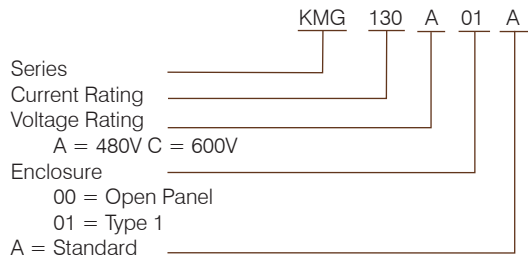 KMG 130 A 01 A
Series
Current Rating
Voltage Rating
A = 480V C = 600V
Enclosure
00 = Open Panel
01 = Type 1
A = Standard